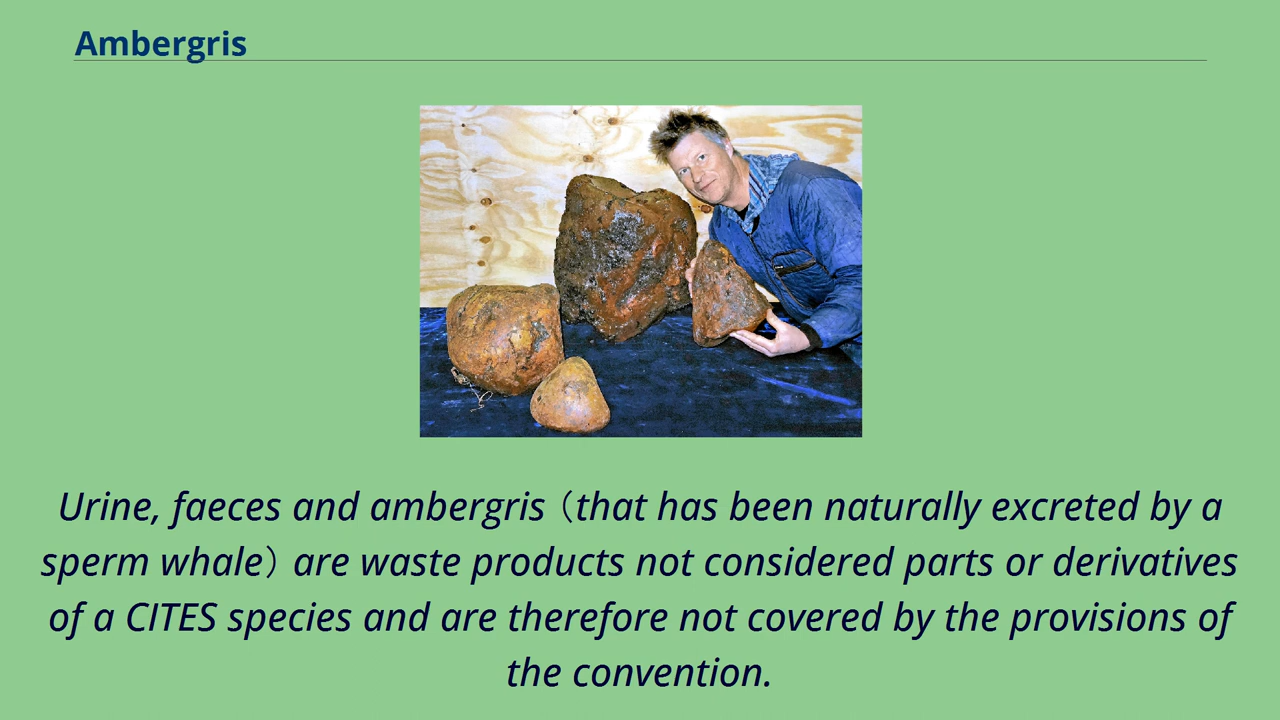 Ambergris
Urine, faeces and ambergris（that has been naturally excreted by a
sperm whale）are waste products not considered parts or derivatives
of a CITES species and are therefore not covered by the provisions of
the convention.